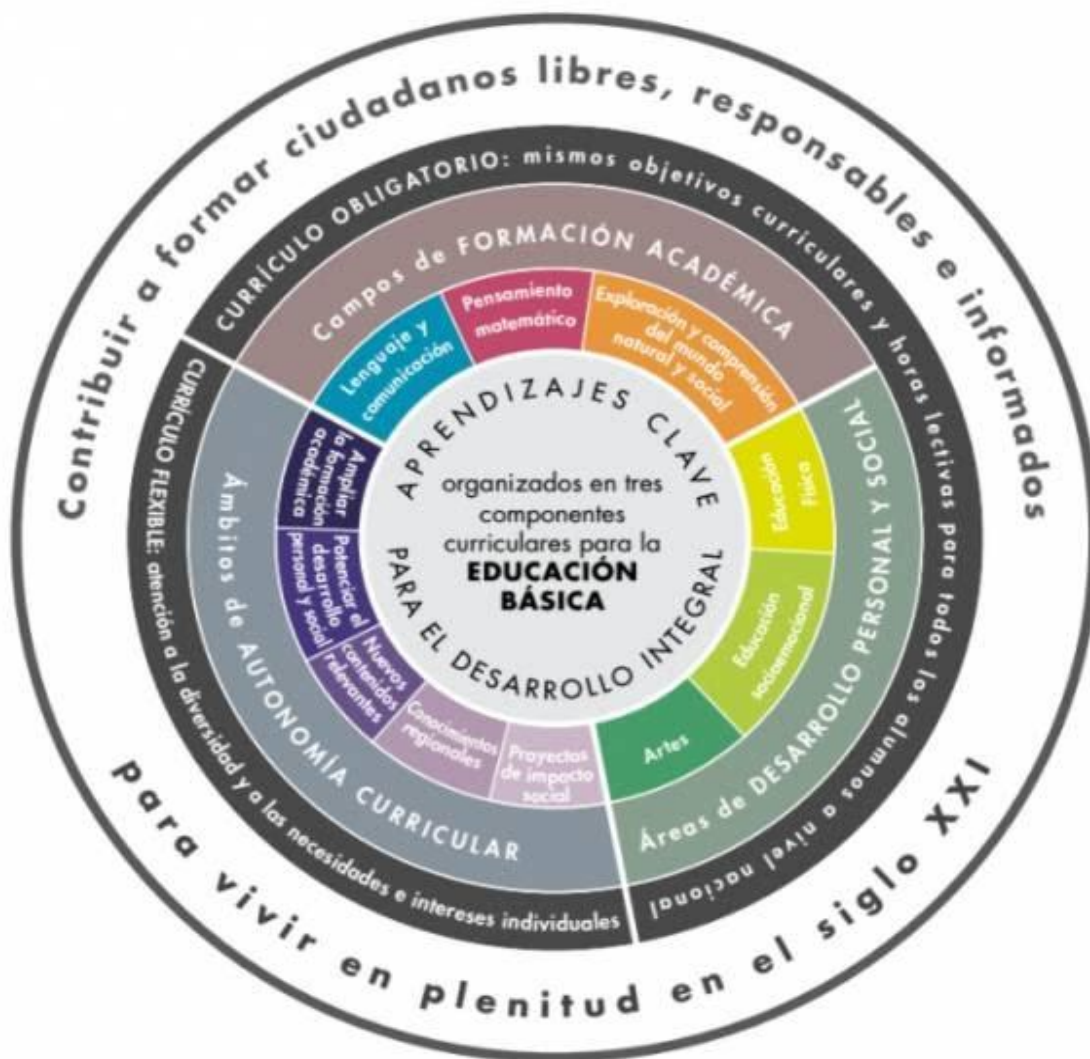 Contribuir a formar ciudadanos libres, responsables e informados
para vivir en plenitud en el siglo XXI
CURRÍCULO OBLIGATORIO: mismos objetivos curriculares y horas lectivas para todos los alumnos a nivel nacional
CURRÍCULO FLEXIBLE: atención a la diversidad y a las necesidades e intereses individuales
Campos de FORMACIÓN ACADÉMICA
Lenguaje y
comunicación
Pensamiento
matemático
Exploración y comprensión
del mundo
natural y social
Áreas de DESARROLLO PERSONAL Y SOCIAL
Educación
Física
Educación
socioemocional
Artes
Ámbitos de AUTONOMÍA CURRICULAR
Ampliar
la formación
académica
Potenciar el
desarrollo
personal y social
Nuevos
contenidos
relevantes
Conocimientos
regionales
Proyectos
de impacto
social
APRENDIZAJES CLAVE
organizados en tres
componentes
curriculares para la
EDUCACIÓN
BÁSICA
PARA EL DESARROLLO INTEGRAL